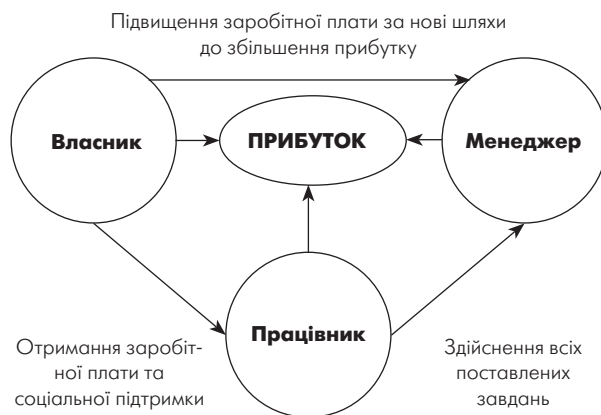 Підвищення заробітної плати за нові шляхи
до збільшення прибутку
Власник
ПРИБУТОК
Менеджер
Працівник
Отримання заробіт-
ної плати та
соціальної підтримки
Здійснення всіх
поставлених
завдань